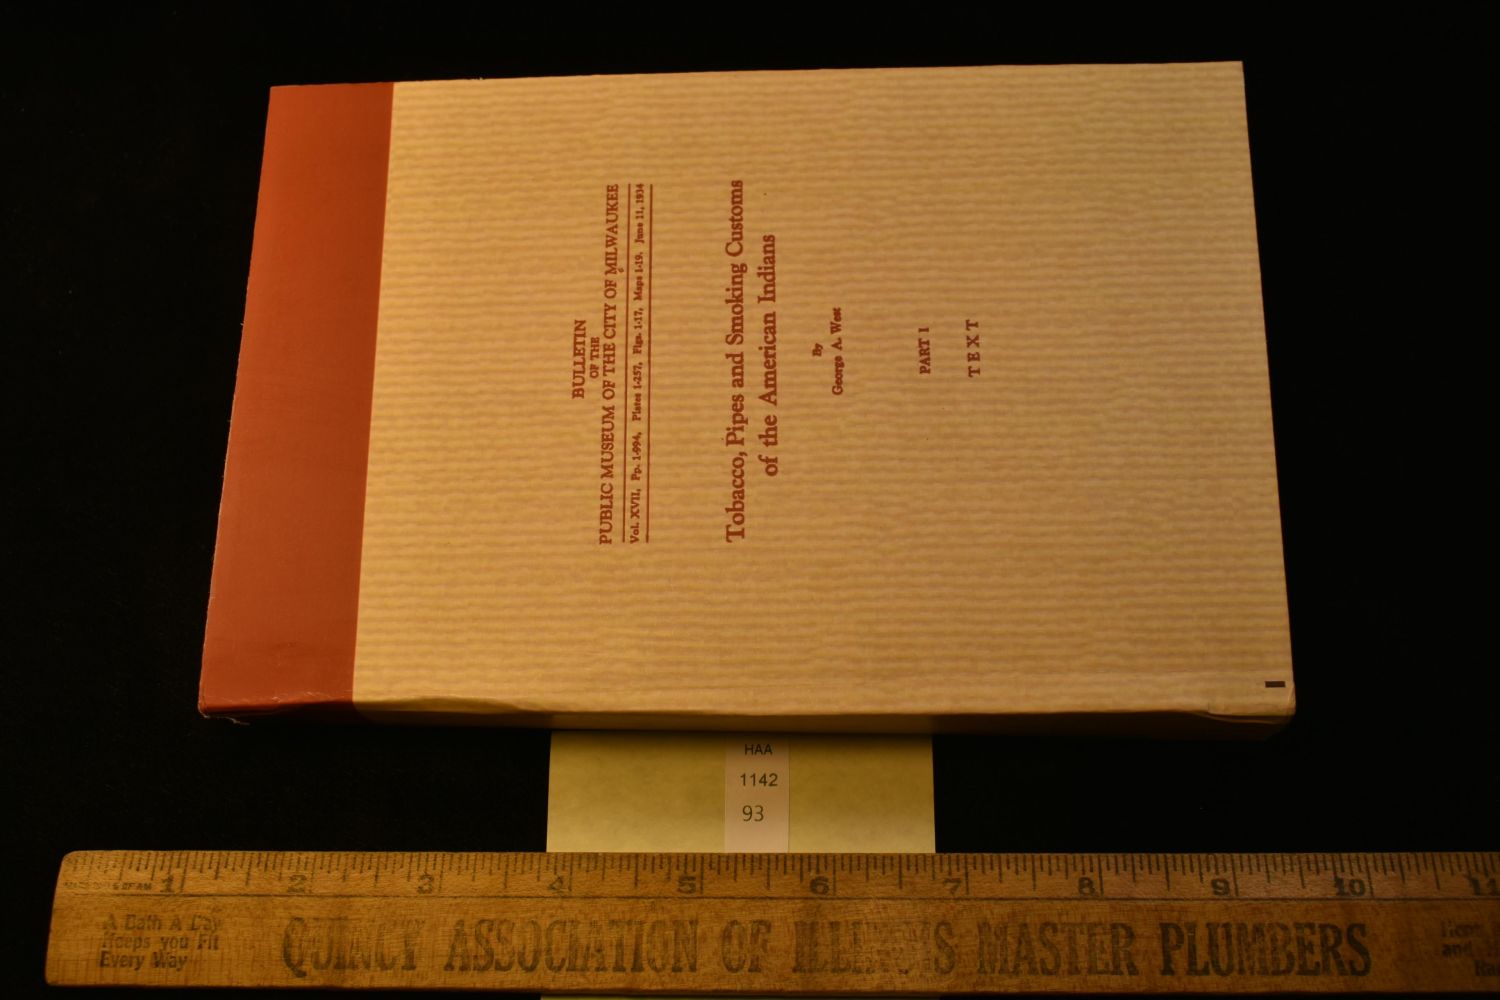 BULLETIN
OF THE
PUBLIC MUSEUM OF THE CITY OF MILWAUKEE
Vol. XVII, Pp. 1-994, Plates 1-257, Figs. 1-17, Maps 1-19, June 11, 1934
Tobacco, Pipes and Smoking Customs
of the American Indians
By
George A. West
PART I
TEXT
HAA
1142
93
1 2 3 4 5 6 7 8 9 10 11
A Bath A Day
Keeps you Fit
Every Way
QUINCY ASSOCIATION OF ILLINOIS MASTER PLUMBERS
and